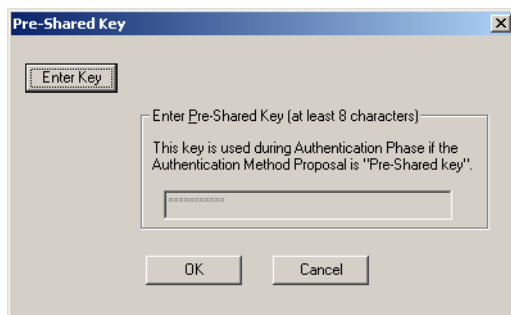 Pre-Shared Key
Enter Key
Enter Pre-Shared Key (at least 8 characters)
This key is used during Authentication Phase if the
Authentication Method Proposal is "Pre-Shared key".
***********
OK
Cancel